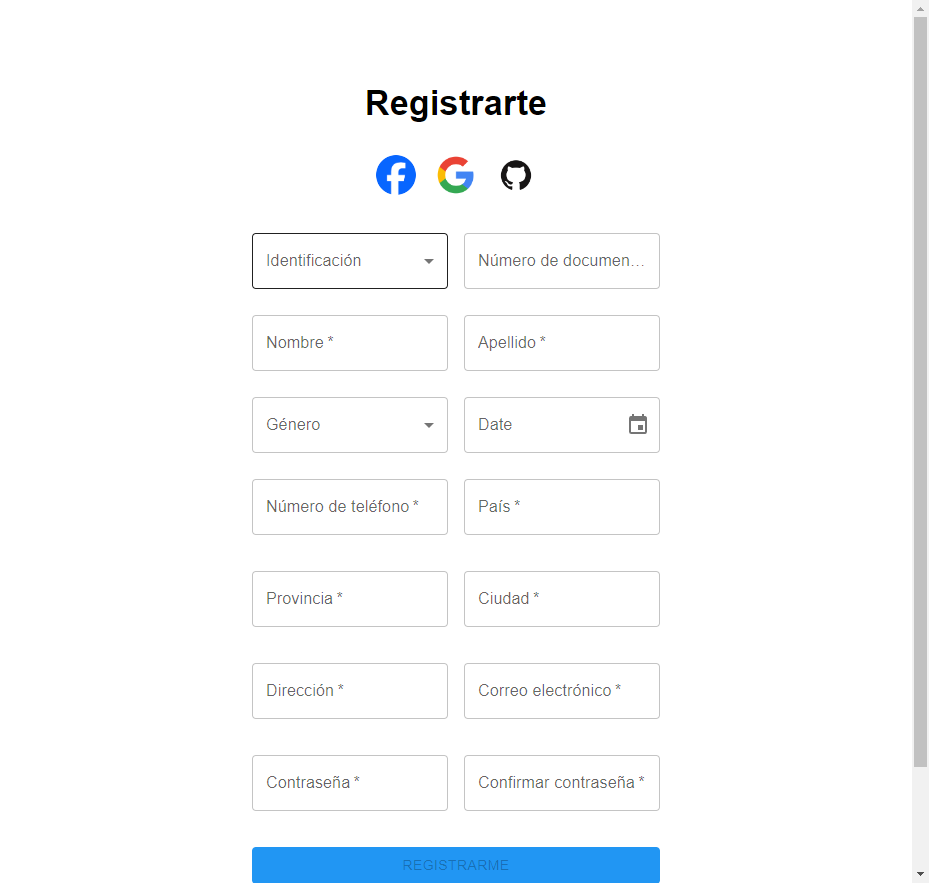 Registrarte
Identificación
Número de documen…
Nombre *
Apellido *
Género
Date
Número de teléfono *
País *
Provincia *
Ciudad *
Dirección *
Correo electrónico *
Contraseña *
Confirmar contraseña *
REGISTRARME